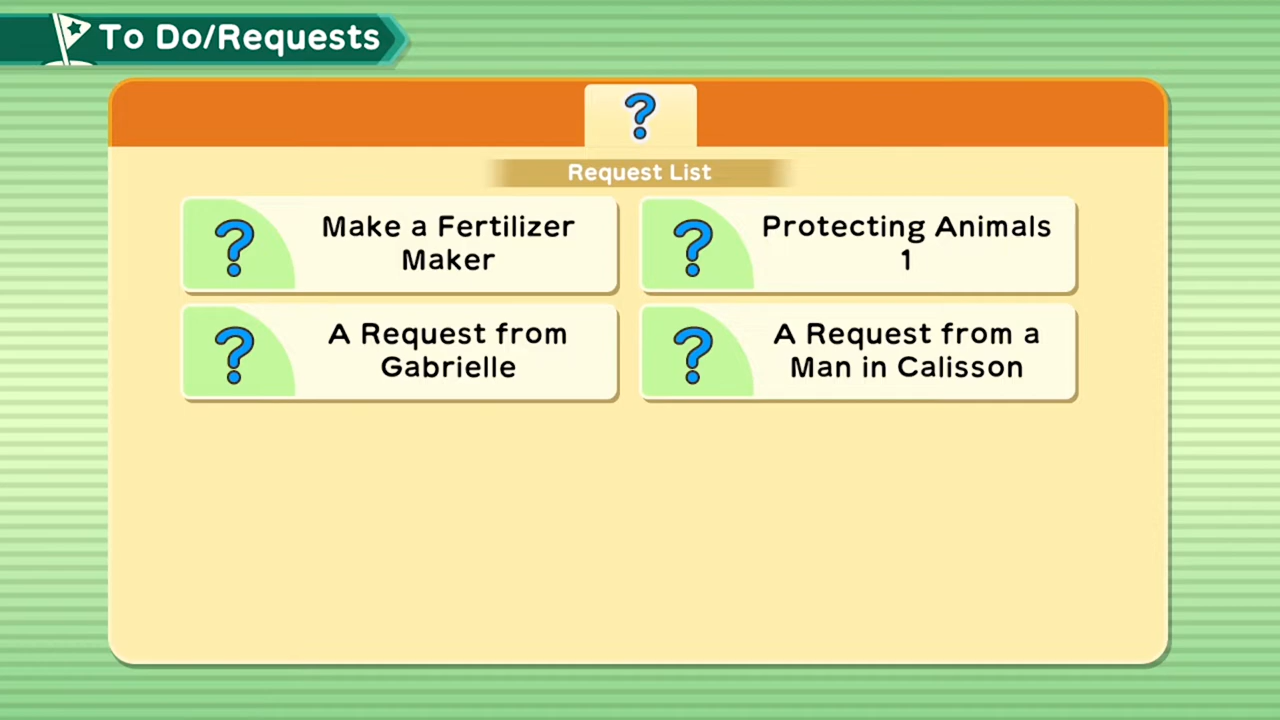 To Do/Requests
?
Request List
? Make a Fertilizer
Maker
? Protecting Animals
1
? A Request from
Gabrielle
? A Request from a
Man in Calisson